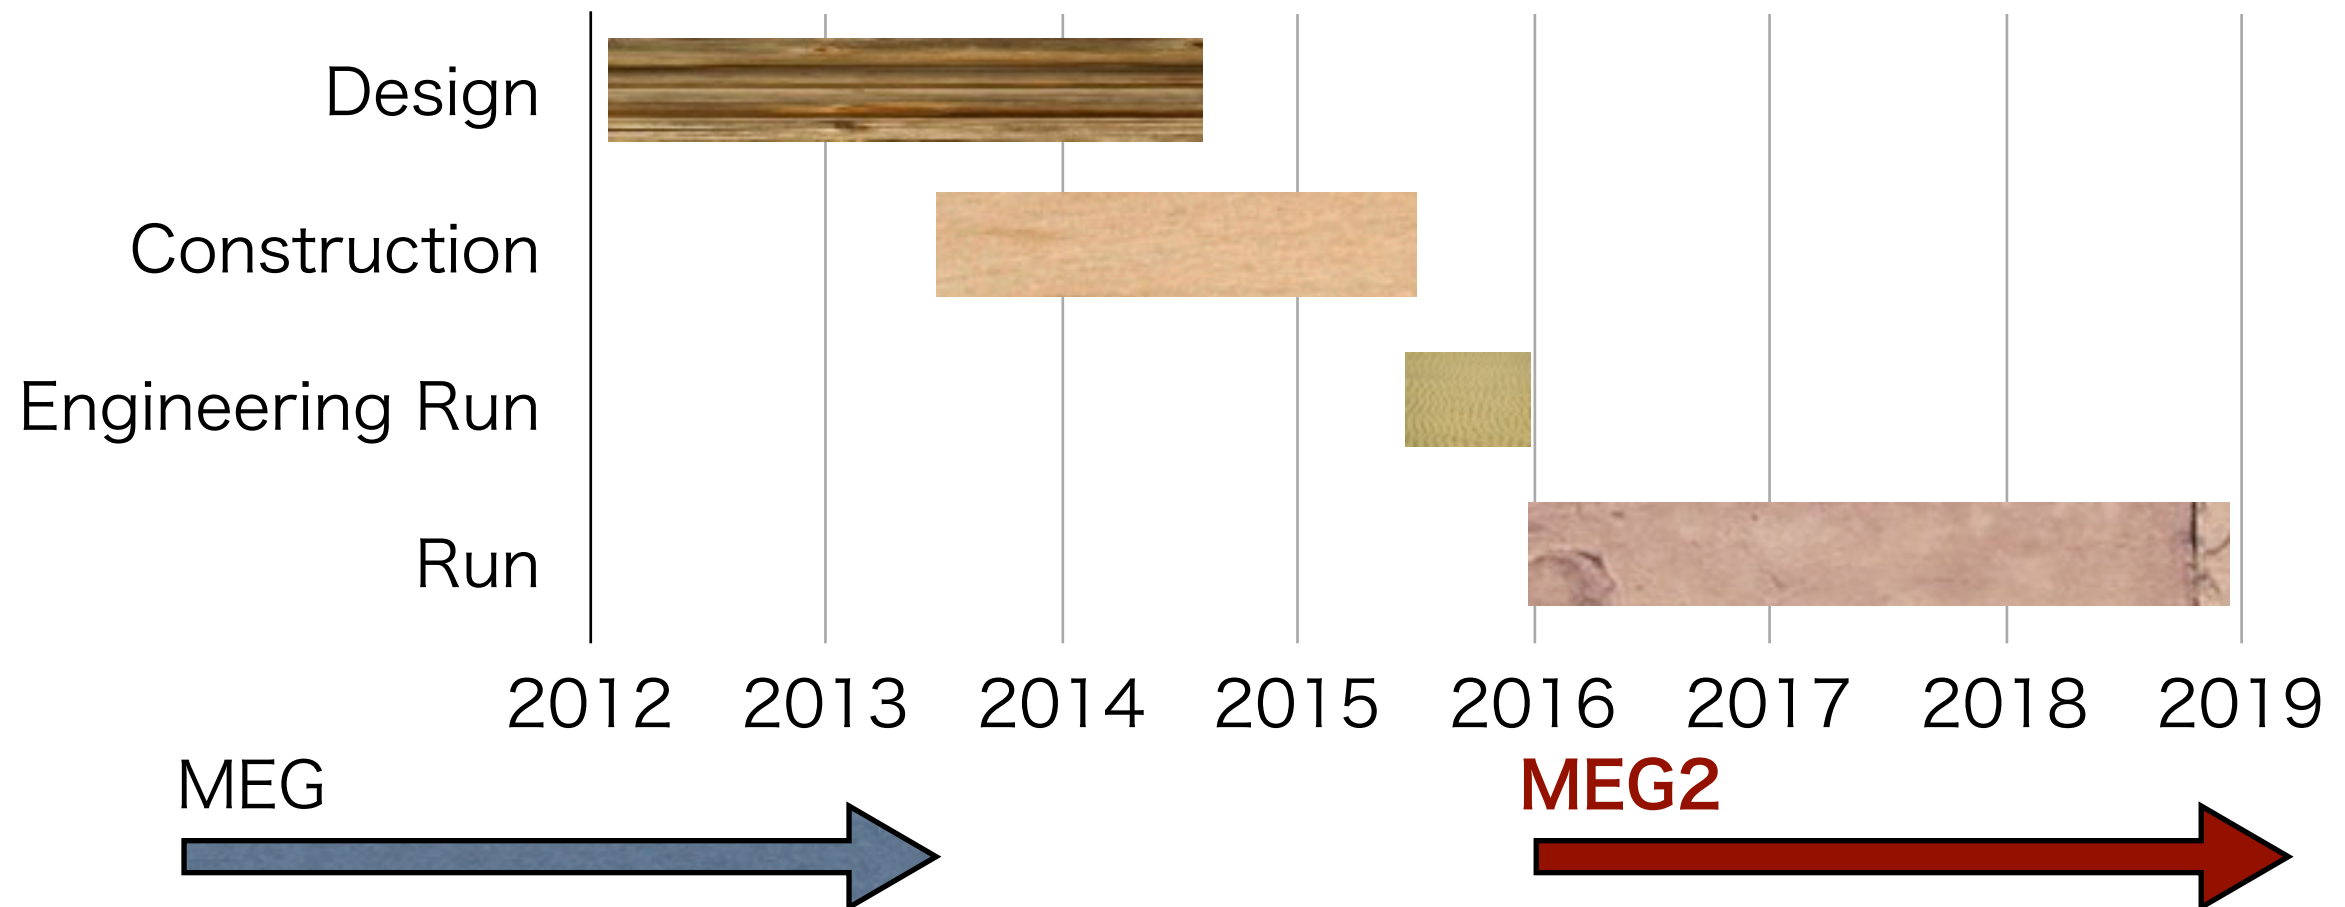 Design
Construction
Engineering Run
Run
2012 2013 2014 2015 2016 2017 2018 2019
MEG MEG2